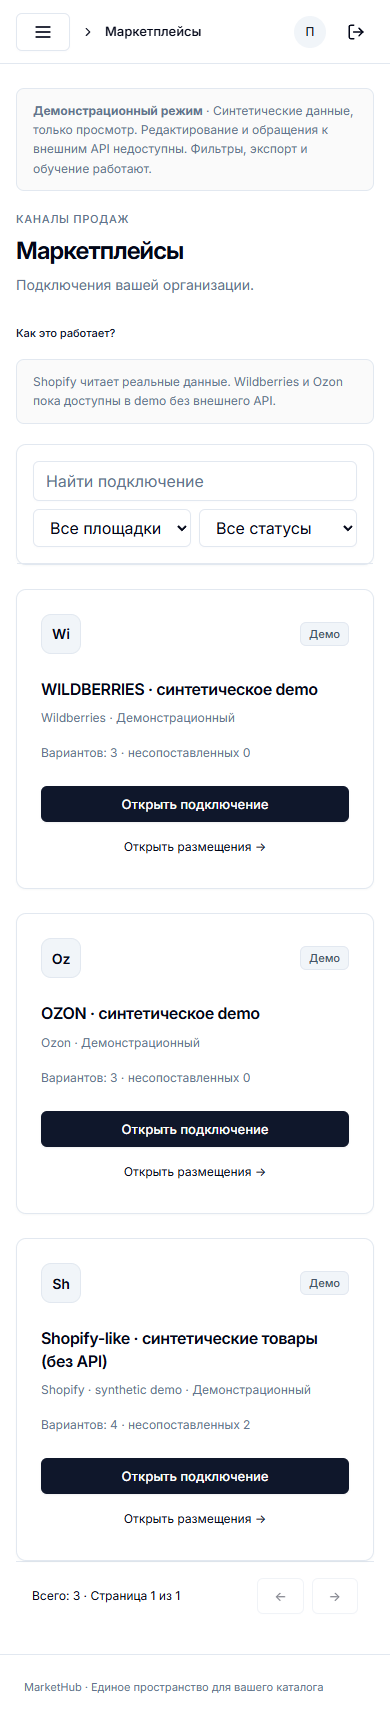 Маркетплейсы
П
Демонстрационный режим · Синтетические данные,
только просмотр. Редактирование и обращения к
внешним API недоступны. Фильтры, экспорт и
обучение работают.
КАНАЛЫ ПРОДАЖ
Маркетплейсы
Подключения вашей организации.
Как это работает?
Shopify читает реальные данные. Wildberries и Ozon
пока доступны в demo без внешнего API.
Найти подключение
Все площадки
Все статусы
Wi
Демо
WILDBERRIES · синтетическое demo
Wildberries · Демонстрационный
Вариантов: 3 · несопоставленных 0
Открыть подключение
Открыть размещения →
Oz
Демо
OZON · синтетическое demo
Ozon · Демонстрационный
Вариантов: 3 · несопоставленных 0
Открыть подключение
Открыть размещения →
Sh
Демо
Shopify-like · синтетические товары
(без API)
Shopify · synthetic demo · Демонстрационный
Вариантов: 4 · несопоставленных 2
Открыть подключение
Открыть размещения →
Всего: 3 · Страница 1 из 1
← →
MarketHub · Единое пространство для вашего каталога